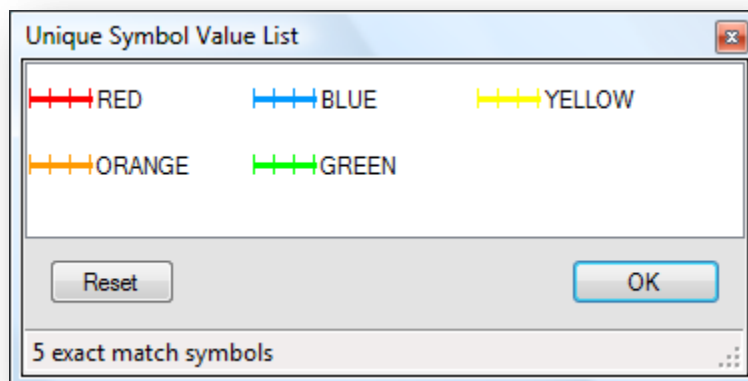 Unique Symbol Value List
RED BLUE YELLOW
ORANGE GREEN
Reset OK
5 exact match symbols